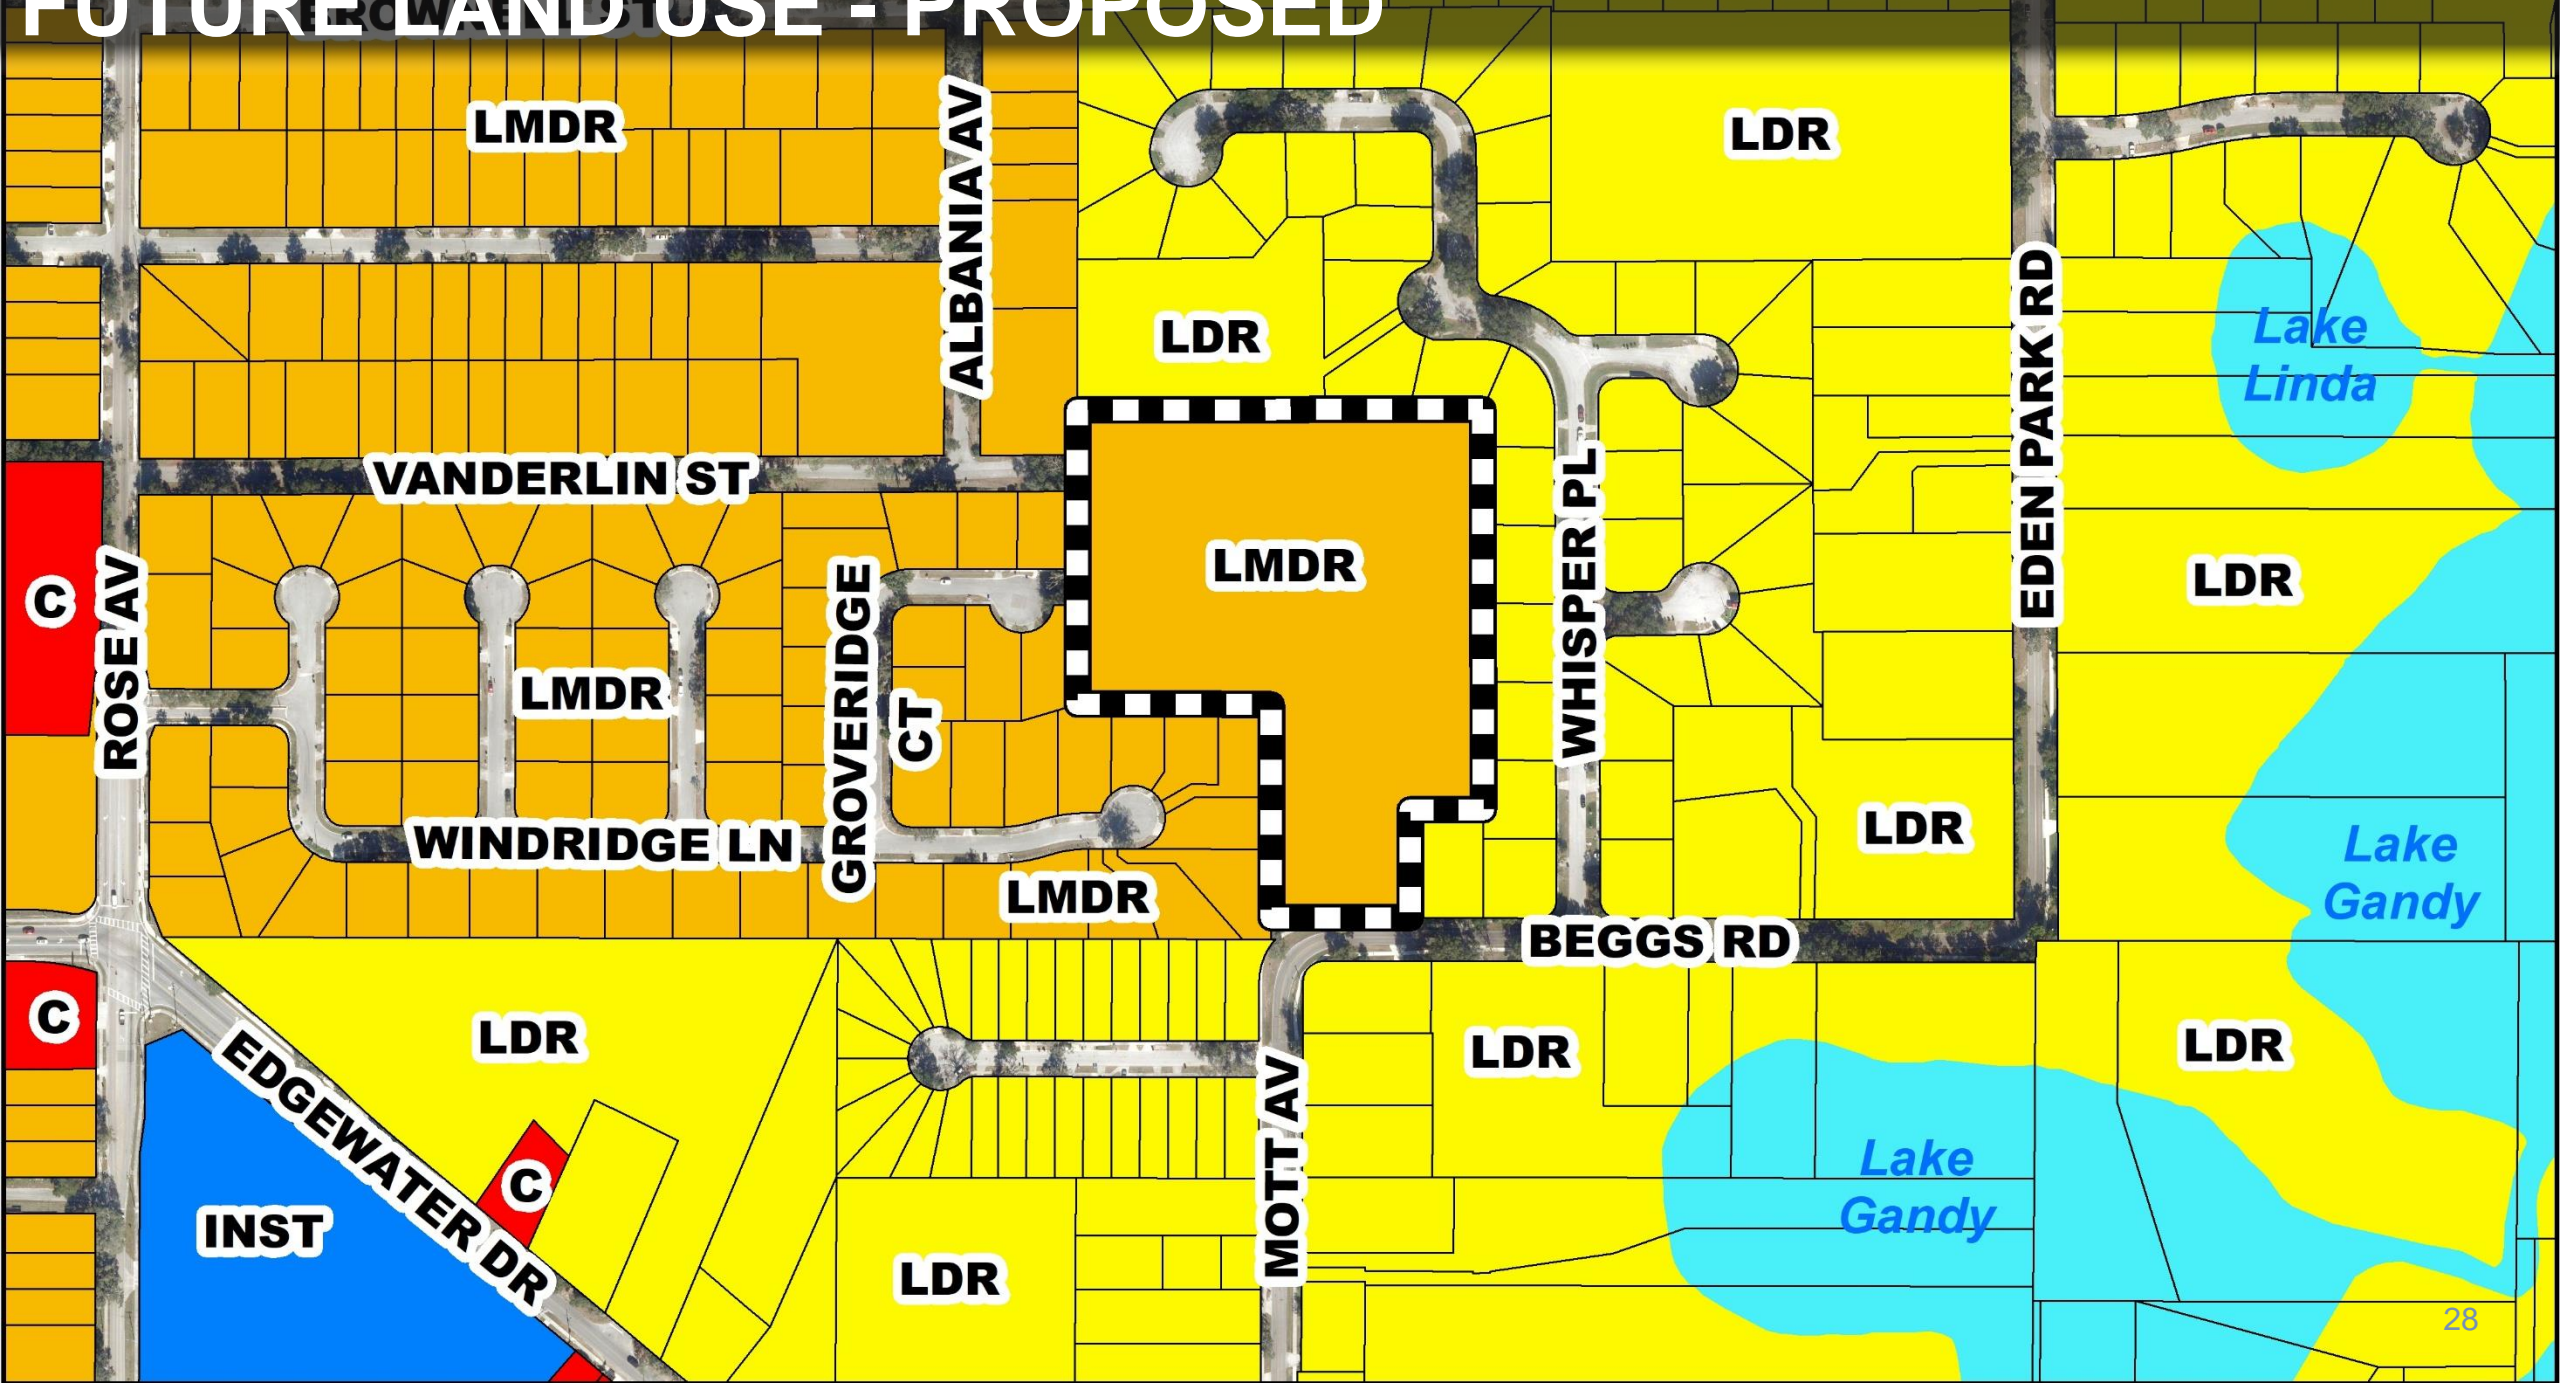 FUTURE LAND USE - PROPOSED
LMDR
ALBANIA AV
LDR
LDR
Lake
Linda
EDEN PARK RD
VANDERLIN ST
WHISPER PL
LMDR
LDR
C
ROSE AV
GROVERIDGE
CT
LMDR
LDR
WINDRIDGE LN
Lake
Gandy
LMDR
BEGGS RD
C
LDR
LDR
LDR
EDGEWATER DR
MOTT AV
Lake
Gandy
C
INST
LDR
28